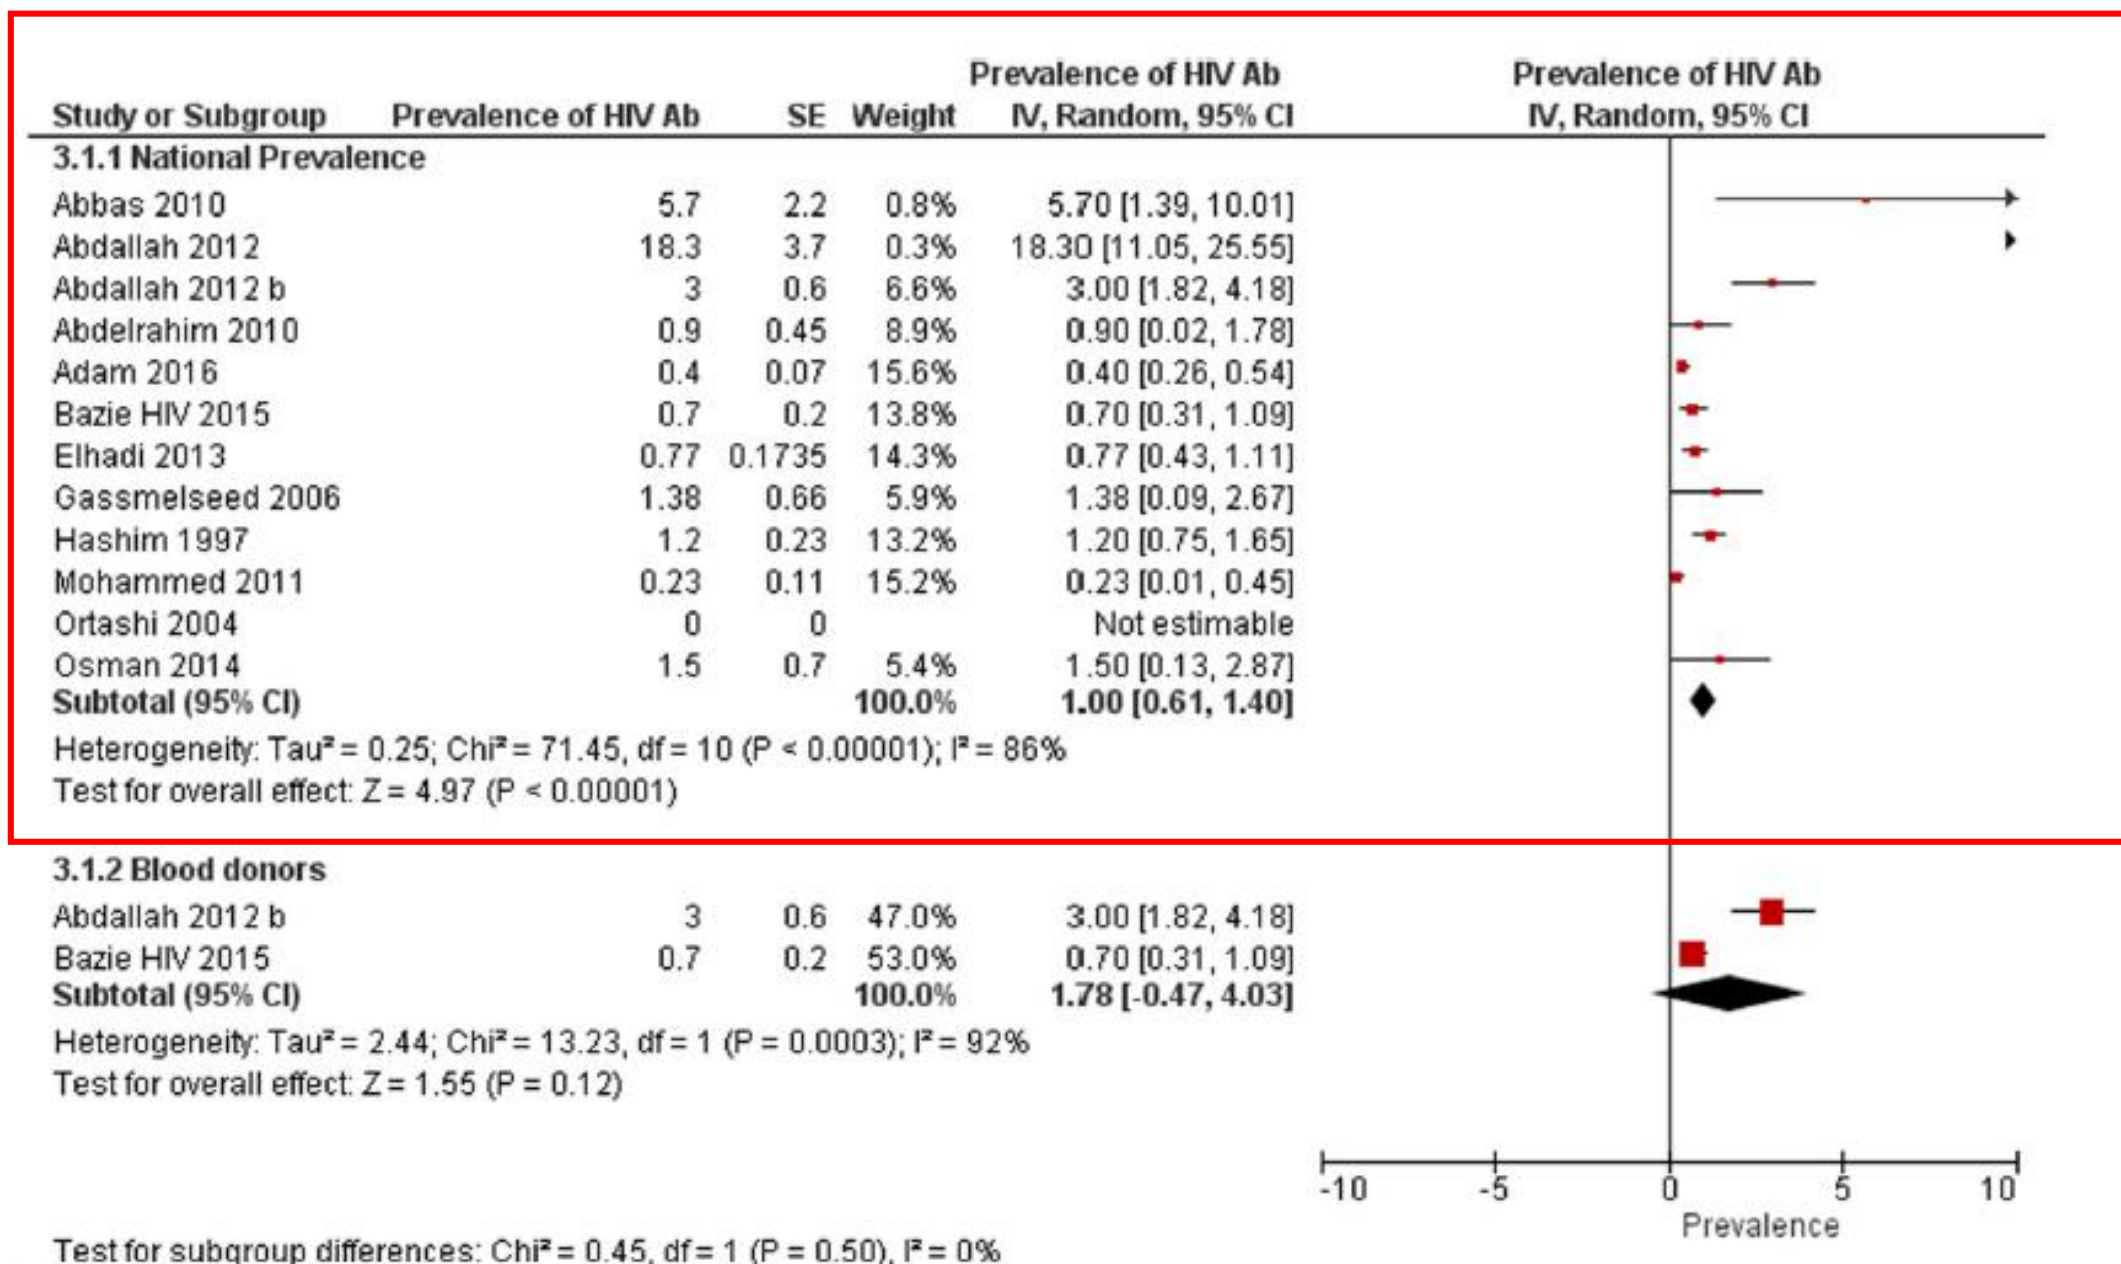 Prevalence of HIV Ab Prevalence of HIV Ab
Study or Subgroup Prevalence of HIV Ab SE Weight IV, Random, 95% CI IV, Random, 95% CI
3.1.1 National Prevalence
Abbas 2010 5.7 2.2 0.8% 5.70 [1.39, 10.01]
Abdallah 2012 18.3 3.7 0.3% 18.30 [11.05, 25.55]
Abdallah 2012 b 3 0.6 6.6% 3.00 [1.82, 4.18]
Abdelrahim 2010 0.9 0.45 8.9% 0.90 [0.02, 1.78]
Adam 2016 0.4 0.07 15.6% 0.40 [0.26, 0.54]
Bazie HIV 2015 0.7 0.2 13.8% 0.70 [0.31, 1.09]
Elhadi 2013 0.77 0.1735 14.3% 0.77 [0.43, 1.11]
Gassmelseed 2006 1.38 0.66 5.9% 1.38 [0.09, 2.67]
Hashim 1997 1.2 0.23 13.2% 1.20 [0.75, 1.65]
Mohammed 2011 0.23 0.11 15.2% 0.23 [0.01, 0.45]
Ortashi 2004 0 0 Not estimable
Osman 2014 1.5 0.7 5.4% 1.50 [0.13, 2.87]
Subtotal (95% CI) 100.0% 1.00 [0.61, 1.40]
Heterogeneity: Tau² = 0.25; Chi² = 71.45, df = 10 (P < 0.00001); I² = 86%
Test for overall effect: Z = 4.97 (P < 0.00001)
3.1.2 Blood donors
Abdallah 2012 b 3 0.6 47.0% 3.00 [1.82, 4.18]
Bazie HIV 2015 0.7 0.2 53.0% 0.70 [0.31, 1.09]
Subtotal (95% CI) 100.0% 1.78 [-0.47, 4.03]
Heterogeneity: Tau² = 2.44; Chi² = 13.23, df = 1 (P = 0.0003); I² = 92%
Test for overall effect: Z = 1.55 (P = 0.12)
-10 -5 0 5 10
Prevalence
Test for subgroup differences: Chi² = 0.45, df = 1 (P = 0.50), I² = 0%